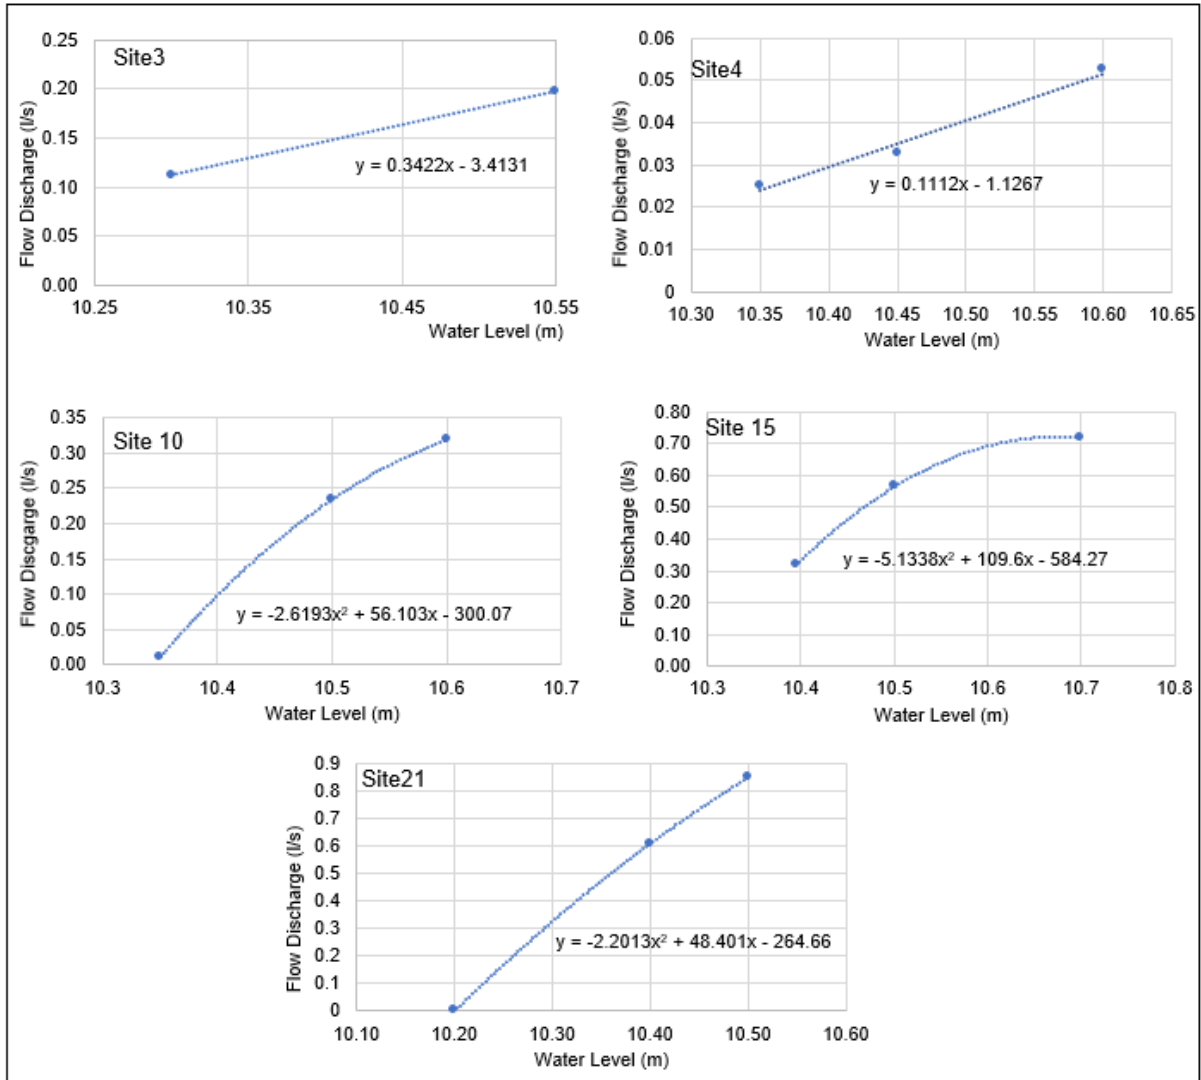 Site3
Flow Discharge (l/s)
0.25
0.20
0.15
0.10
0.05
0.00
y = 0.3422x - 3.4131
10.25 10.35 10.45 10.55
Water Level (m)
Site4
Flow Discharge (l/s)
0.06
0.05
0.04
0.03
0.02
0.01
0
y = 0.1112x - 1.1267
10.30 10.35 10.40 10.45 10.50 10.55 10.60 10.65
Water Level (m)
Site 10
Flow Discgarge (l/s)
0.35
0.30
0.25
0.20
0.15
0.10
0.05
0.00
y = -2.6193x² + 56.103x - 300.07
10.3 10.4 10.5 10.6 10.7
Water Level (m)
Site 15
Flow Discharge (l/s)
0.80
0.70
0.60
0.50
0.40
0.30
0.20
0.10
0.00
y = -5.1338x² + 109.6x - 584.27
10.3 10.4 10.5 10.6 10.7 10.8
Water Level (m)
Site21
Flow Discharge (l/s)
0.9
0.8
0.7
0.6
0.5
0.4
0.3
0.2
0.1
0
y = -2.2013x² + 48.401x - 264.66
10.10 10.20 10.30 10.40 10.50 10.60
Water Level (m)